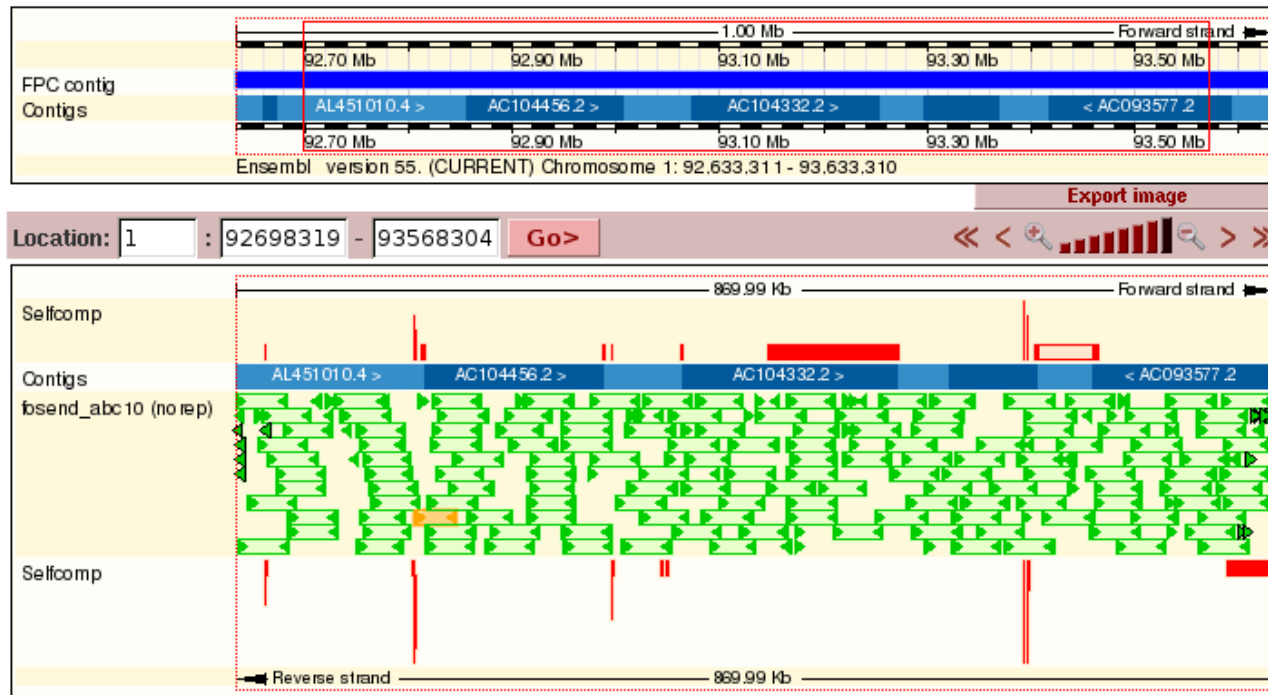 1.00 Mb Forward strand
92.70 Mb 92.90 Mb 93.10 Mb 93.30 Mb 93.50 Mb
FPC contig
Contigs AL451010.4 > AC104456.2 > AC104332.2 > < AC093577.2
92.70 Mb 92.90 Mb 93.10 Mb 93.30 Mb 93.50 Mb
Ensembl version 55. (CURRENT) Chromosome 1: 92,633,311 - 93,633,310
Export image
Location: 1 : 92698319 - 93568304 Go> << < > >>
869.99 Kb Forward strand
Selfcomp
Contigs AL451010.4 > AC104456.2 > AC104332.2 > < AC093577.2
fosend_abc10 (no rep)
Selfcomp
Reverse strand 869.99 Kb